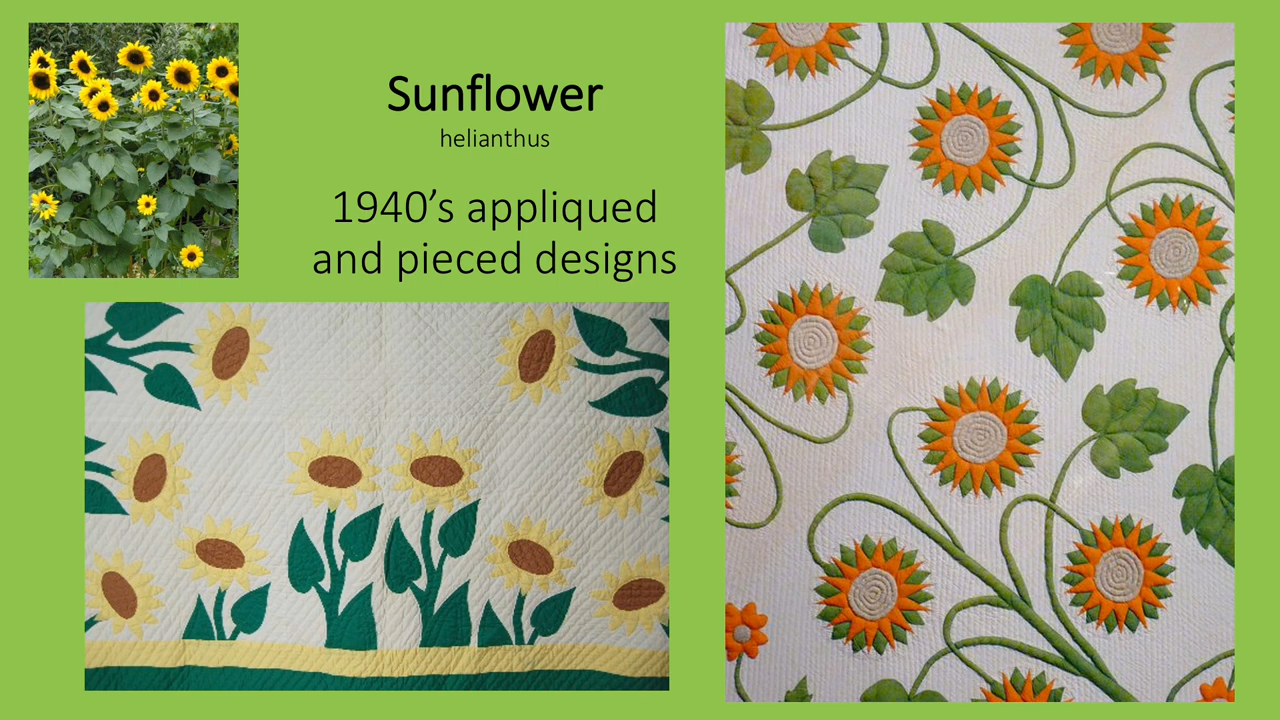 Sunflower
helianthus
1940’s appliqued
and pieced designs